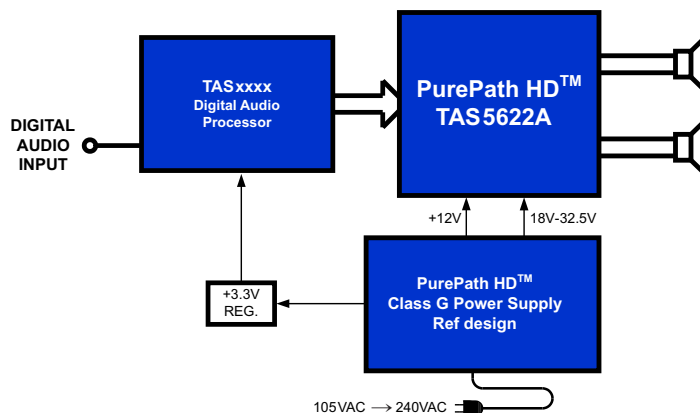 TASxxxx
Digital Audio
Processor
PurePath HD™
TAS5622A
DIGITAL
AUDIO
INPUT
+12V
18V-32.5V
+3.3V
REG.
PurePath HD™
Class G Power Supply
Ref design
105VAC → 240VAC